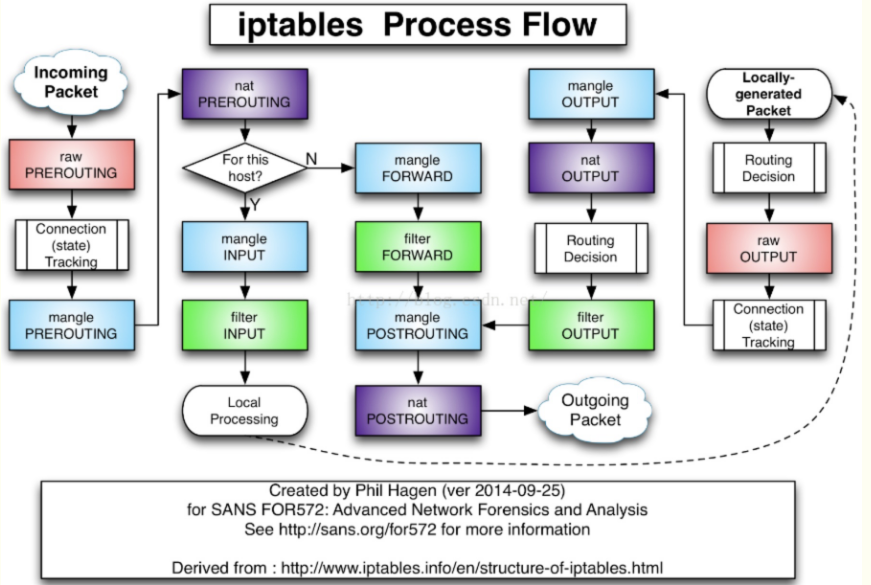 iptables Process Flow
Incoming
Packet
raw
PREROUTING
Connection
(state)
Tracking
mangle
PREROUTING
nat
PREROUTING
For this
host?
N
Y
mangle
INPUT
filter
INPUT
Local
Processing
mangle
FORWARD
filter
FORWARD
http://blog.csdn.net/
mangle
POSTROUTING
nat
POSTROUTING
mangle
OUTPUT
nat
OUTPUT
Routing
Decision
filter
OUTPUT
Outgoing
Packet
Locally-
generated
Packet
Routing
Decision
raw
OUTPUT
Connection
(state)
Tracking
Created by Phil Hagen (ver 2014-09-25)
for SANS FOR572: Advanced Network Forensics and Analysis
See http://sans.org/for572 for more information
Derived from : http://www.iptables.info/en/structure-of-iptables.html